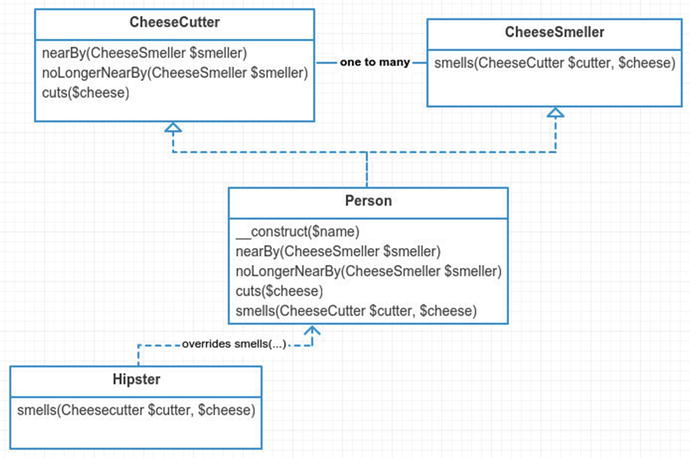 CheeseCutter
nearBy(CheeseSmeller $smeller)
noLongerNearBy(CheeseSmeller $smeller)
cuts($cheese)
one to many
CheeseSmeller
smells(CheeseCutter $cutter, $cheese)
Person
__construct($name)
nearBy(CheeseSmeller $smeller)
noLongerNearBy(CheeseSmeller $smeller)
cuts($cheese)
smells(CheeseCutter $cutter, $cheese)
overrides smells(...)
Hipster
smells(Cheesecutter $cutter, $cheese)